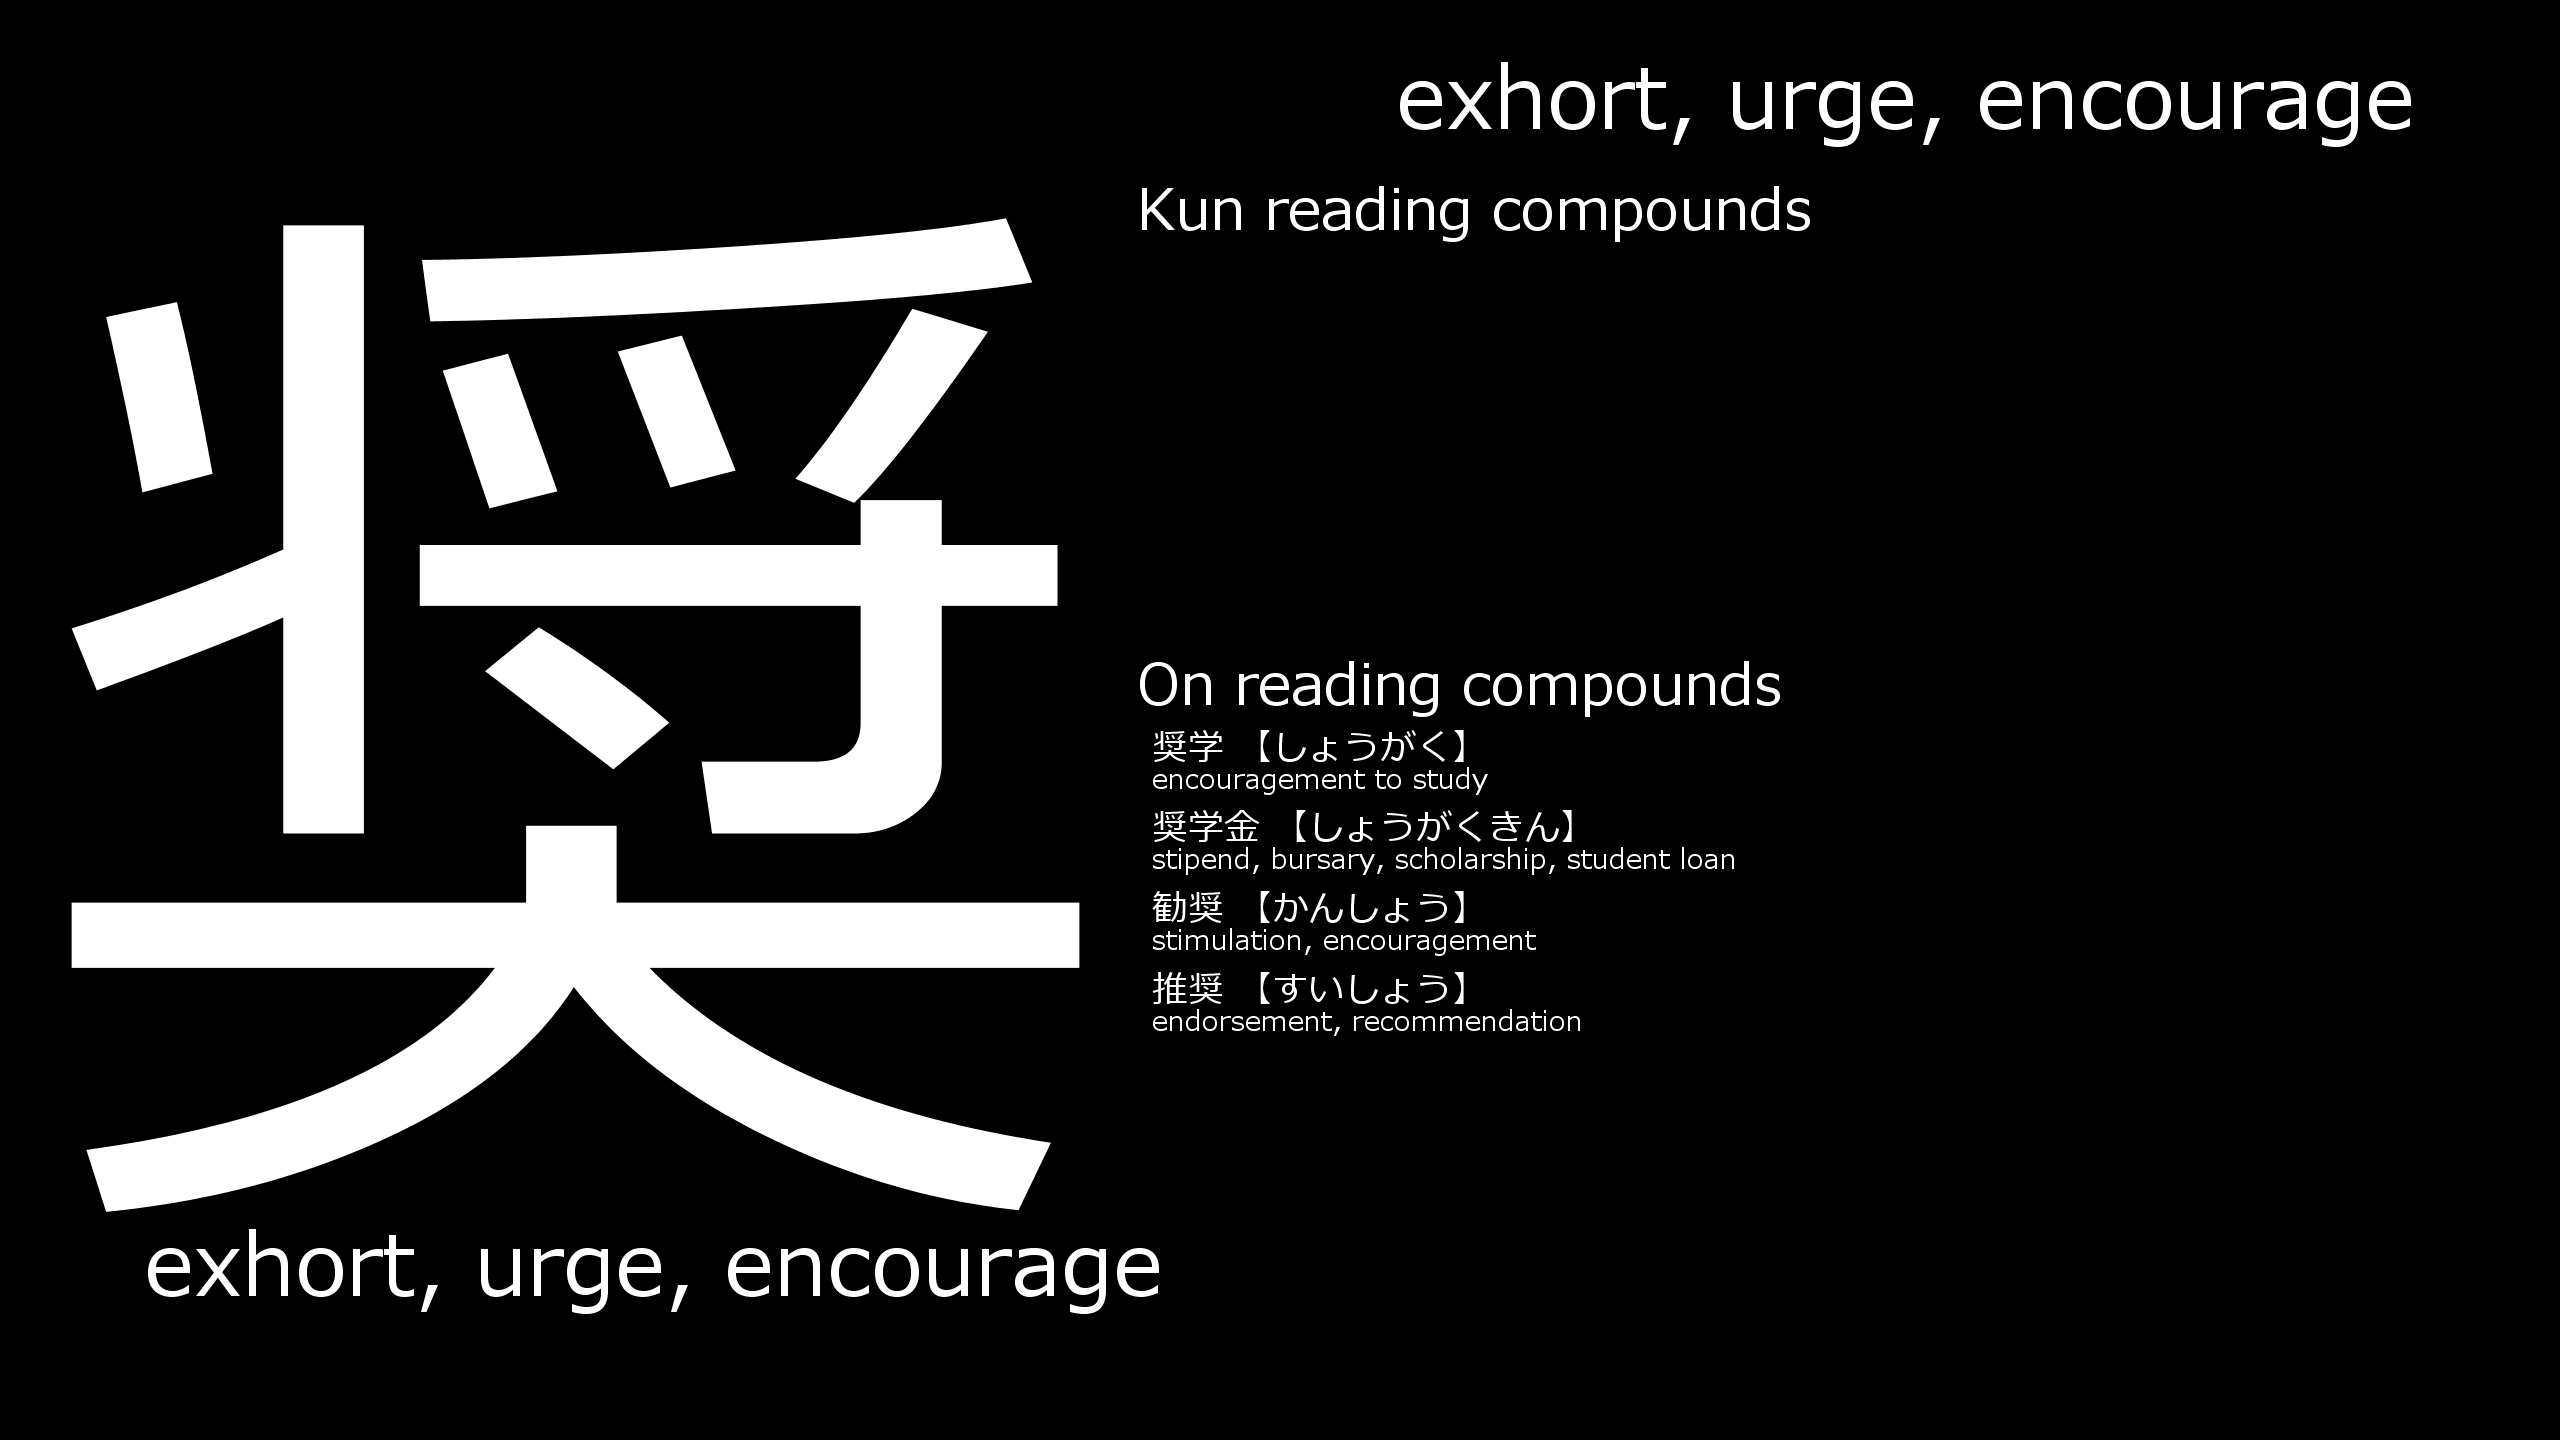 奨
exhort, urge, encourage
exhort, urge, encourage
Kun reading compounds
On reading compounds
奨学 【しょうがく】
encouragement to study
奨学金 【しょうがくきん】
stipend, bursary, scholarship, student loan
勧奨 【かんしょう】
stimulation, encouragement
推奨 【すいしょう】
endorsement, recommendation